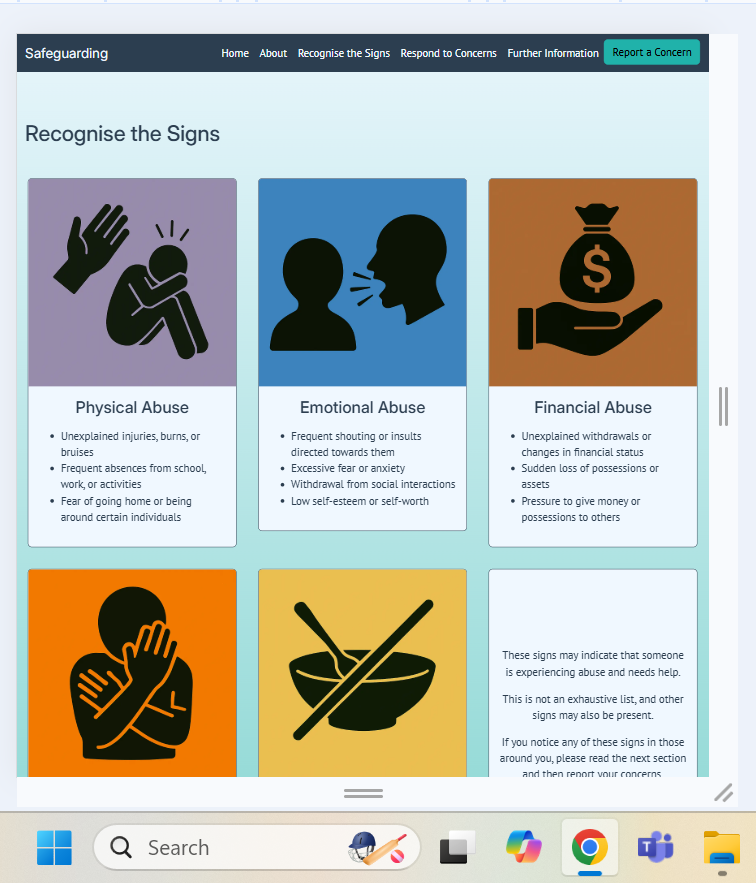 Safeguarding
Home About Recognise the Signs Respond to Concerns Further Information Report a Concern
Recognise the Signs
$
Physical Abuse
Unexplained injuries, burns, or
bruises
Frequent absences from school,
work, or activities
Fear of going home or being
around certain individuals
Emotional Abuse
Frequent shouting or insults
directed towards them
Excessive fear or anxiety
Withdrawal from social interactions
Low self-esteem or self-worth
Financial Abuse
Unexplained withdrawals or
changes in financial status
Sudden loss of possessions or
assets
Pressure to give money or
possessions to others
These signs may indicate that someone
is experiencing abuse and needs help.
This is not an exhaustive list, and other
signs may also be present.
If you notice any of these signs in those
around you, please read the next section
and then report your concerns
Search
T